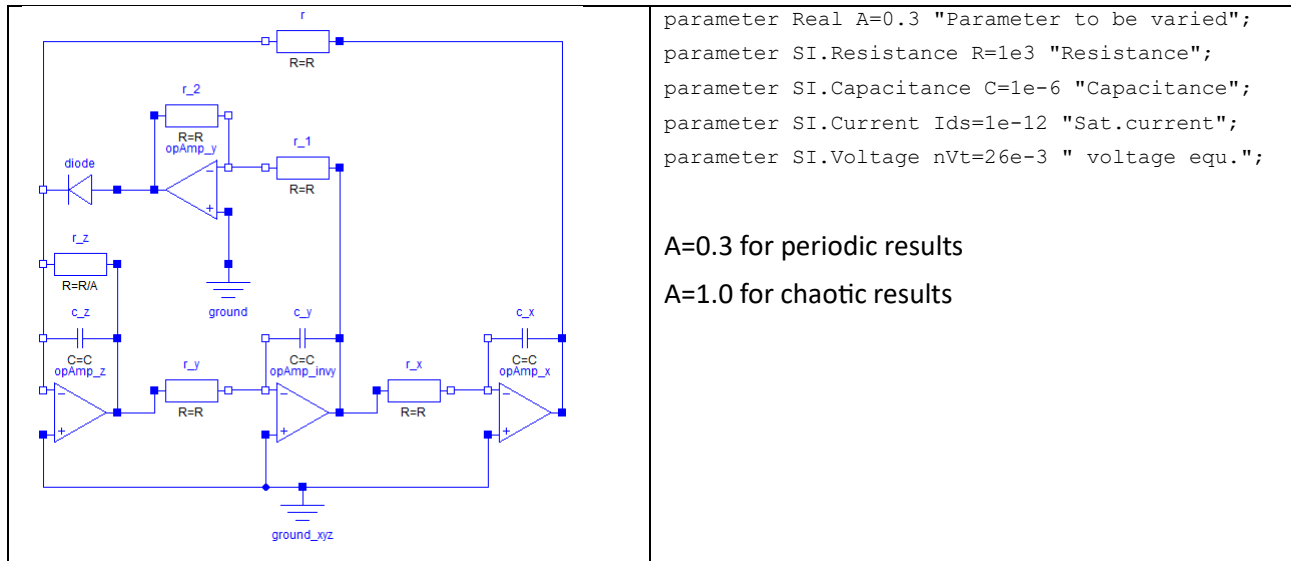 r
R=R
r_2
R=R
opAmp_y
r_1
R=R
diode
r_z
R=R/A
ground
c_z
C=C
opAmp_z
c_y
C=C
opAmp_invy
c_x
C=C
opAmp_x
r_y
R=R
r_x
R=R
-
+
-
+
-
+
-
+
ground_xyz
parameter Real A=0.3 "Parameter to be varied";
parameter SI.Resistance R=1e3 "Resistance";
parameter SI.Capacitance C=1e-6 "Capacitance";
parameter SI.Current Ids=1e-12 "Sat.current";
parameter SI.Voltage nVt=26e-3 " voltage equ.";
A=0.3 for periodic results
A=1.0 for chaotic results